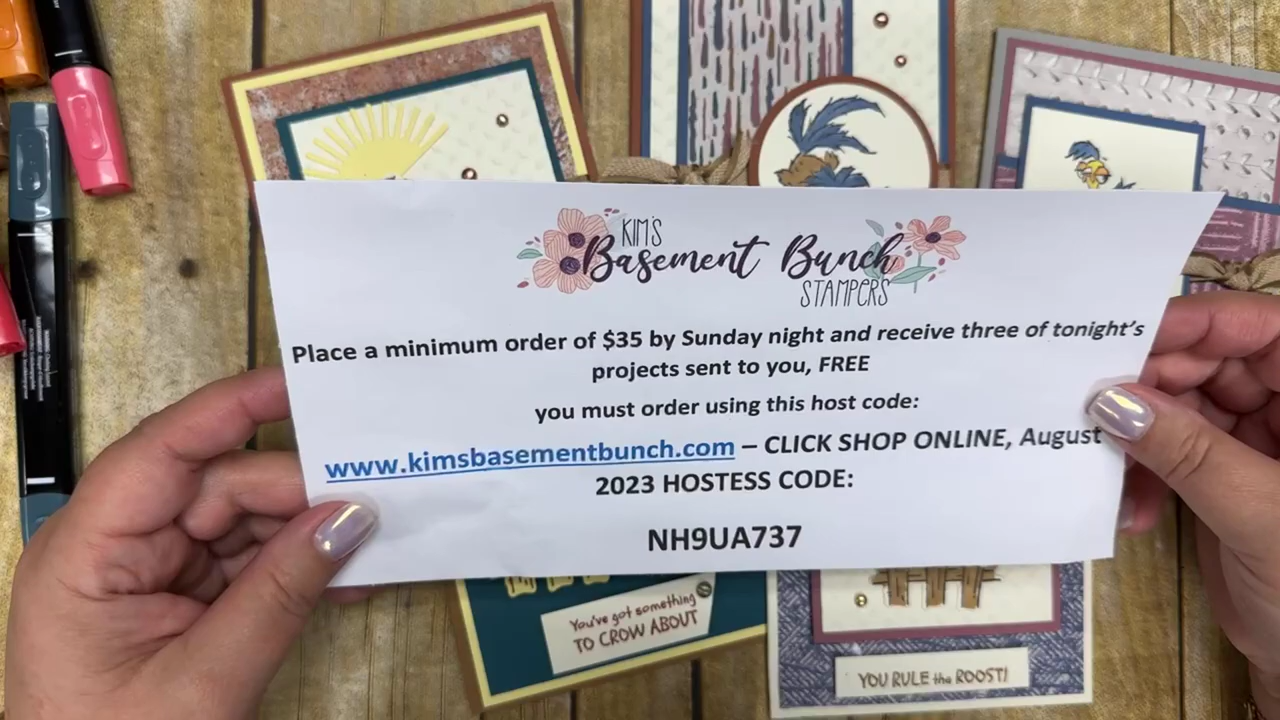 KIM'S
Basement Bunch
STAMPERS
Place a minimum order of $35 by Sunday night and receive three of tonight's
projects sent to you, FREE
you must order using this host code:
www.kimsbasementbunch.com – CLICK SHOP ONLINE, August
2023 HOSTESS CODE:
NH9UA737
You've got something
TO CROW ABOUT
YOU RULE the ROOST!